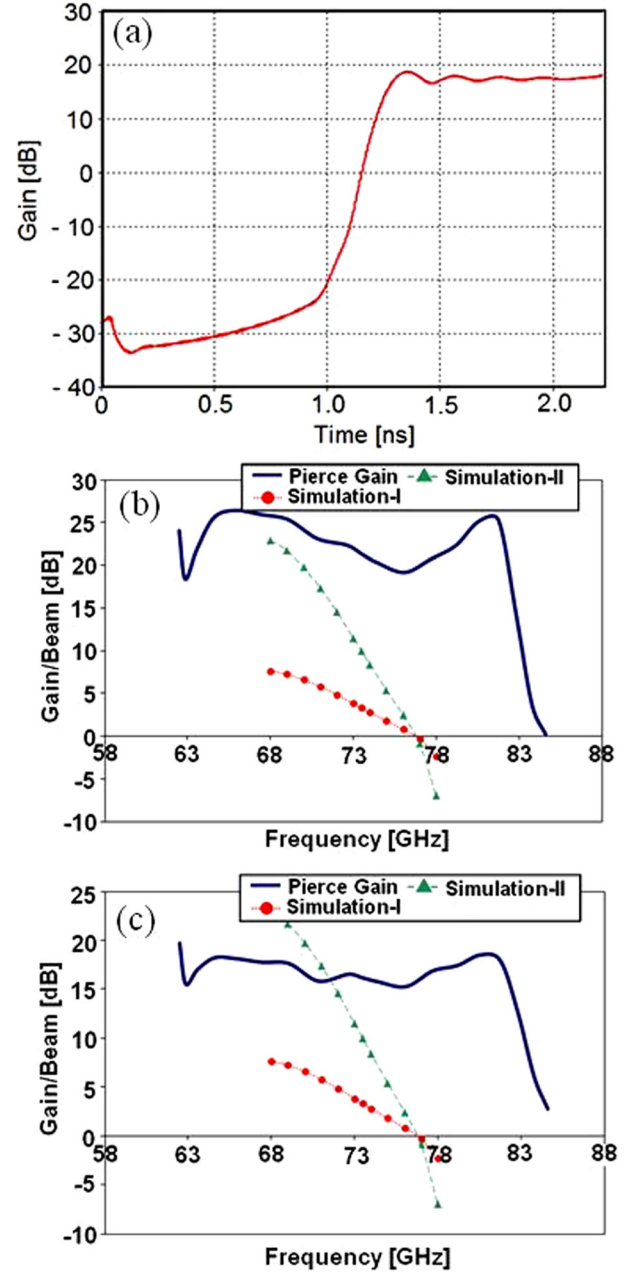 (a)
30
20
10
0
- 10
- 20
- 30
- 40
Gain [dB]
0 0.5 1.0 1.5 2.0
Time [ns]
(b)
Pierce Gain Simulation-II
Simulation-I
30
25
20
15
10
5
0
-5
-10
Gain/Beam [dB]
58 63 68 73 78 83 88
Frequency [GHz]
(c)
Pierce Gain Simulation-II
Simulation-I
25
20
15
10
5
0
-5
-10
Gain/Beam [dB]
58 63 68 73 78 83 88
Frequency [GHz]